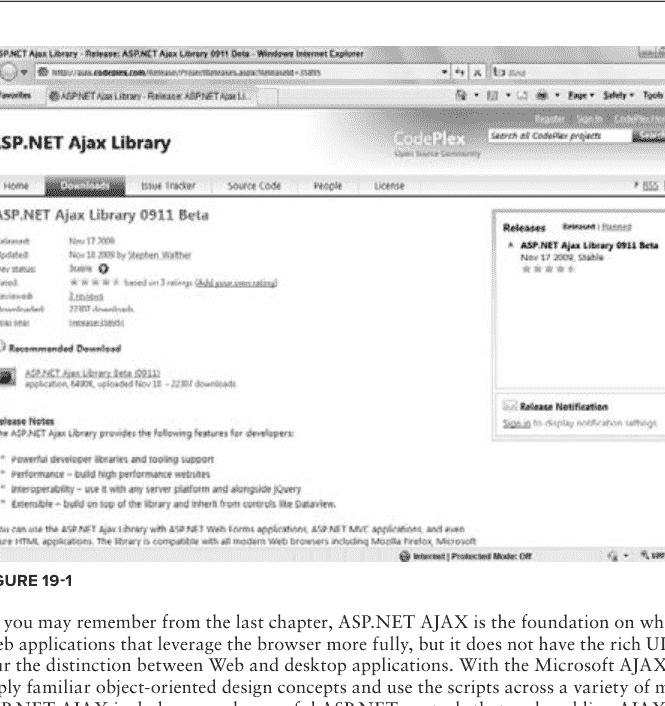 SP.NET Ajax Library - Release: ASP.NET Ajax Library 0911 Beta - Windows Internet Explorer
Bing
Favorites ASP.NET Ajax Library - Release: ASP.NET Ajax Li...
Page Safety Tools
Register Sign In CodePlex Ho
SP.NET Ajax Library
CodePlex
Open Source Community
Search all CodePlex projects
Home Downloads Issue Tracker Source Code People License
RSS
ASP.NET Ajax Library 0911 Beta
eleased: Nov 17 2009
pdated: Nov 18 2009 by Stephen Walther
ev status: Stable
ated: based on 3 ratings (Add your own rating)
eviewed: 2 reviews
ownloaded: 22307 downloads
Releases Released | Planned
ASP.NET Ajax Library 0911 Beta
Nov 17 2009, Stable
Recommended Download
ASP.NET Ajax Library Beta (0911)
application, uploaded Nov 18 - 22307 downloads
Release Notification
Sign in to display notification settings.
elease Notes
he ASP.NET Ajax Library provides the following features for developers:
* Powerful developer libraries and tooling support
* Performance – build high performance websites
* Interoperability – use it with any server platform and alongside jQuery
* Extensible – build on top of the library and inherit from controls like Dataview.
ou can use the ASP.NET Ajax Library with ASP.NET Web Forms applications, ASP.NET MVC applications, and even
ure HTML applications. The library is compatible with all modern Web browsers including Mozilla Firefox, Microsoft
Internet | Protected Mode: Off
GURE 19-1
you may remember from the last chapter, ASP.NET AJAX is the foundation on wh
eb applications that leverage the browser more fully, but it does not have the rich UI
ur the distinction between Web and desktop applications. With the Microsoft AJAX
ply familiar object-oriented design concepts and use the scripts across a variety of m